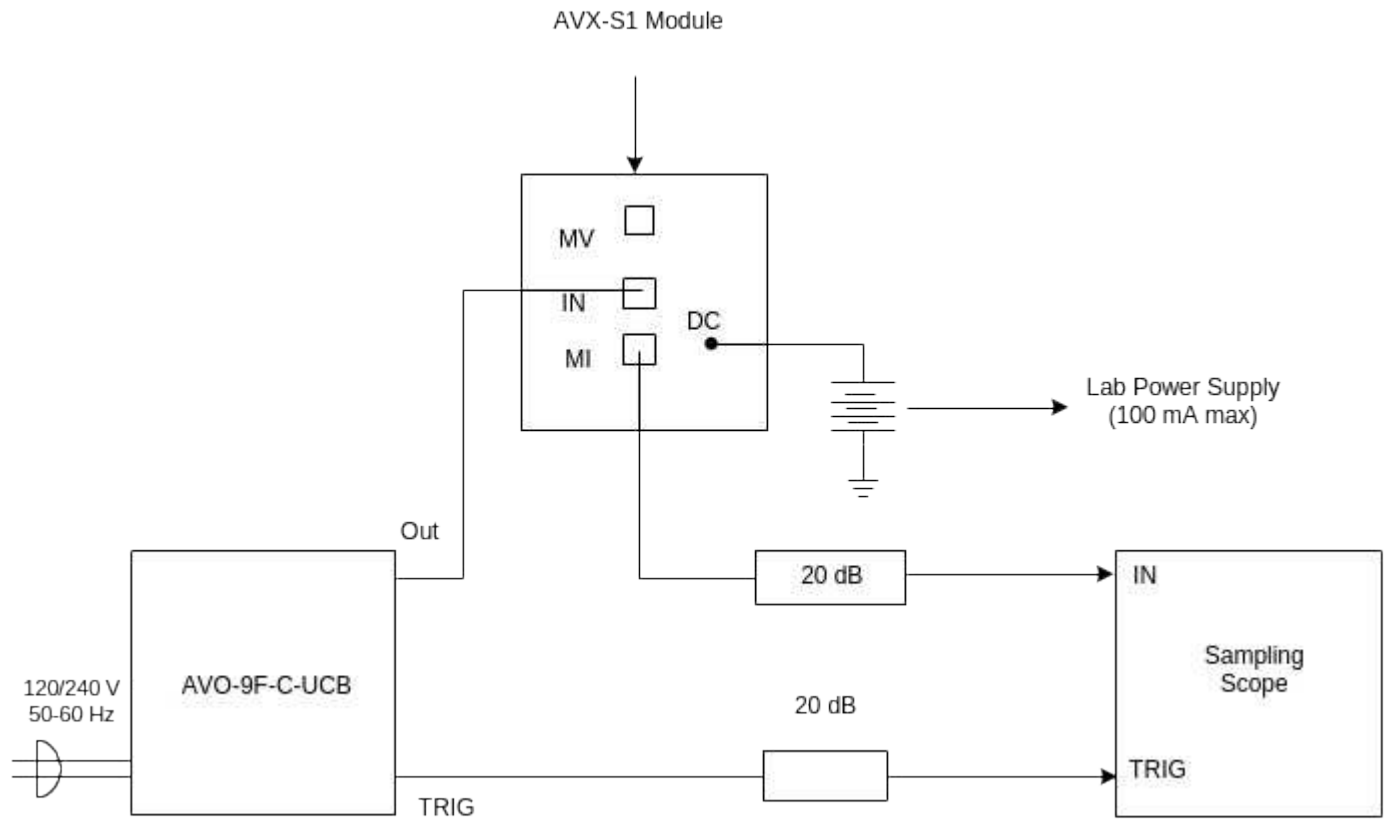 AVX-S1 Module
MV
IN
DC
MI
Lab Power Supply
(100 mA max)
Out
20 dB
IN
Sampling
Scope
AVO-9F-C-UCB
120/240 V
50-60 Hz
20 dB
TRIG
TRIG